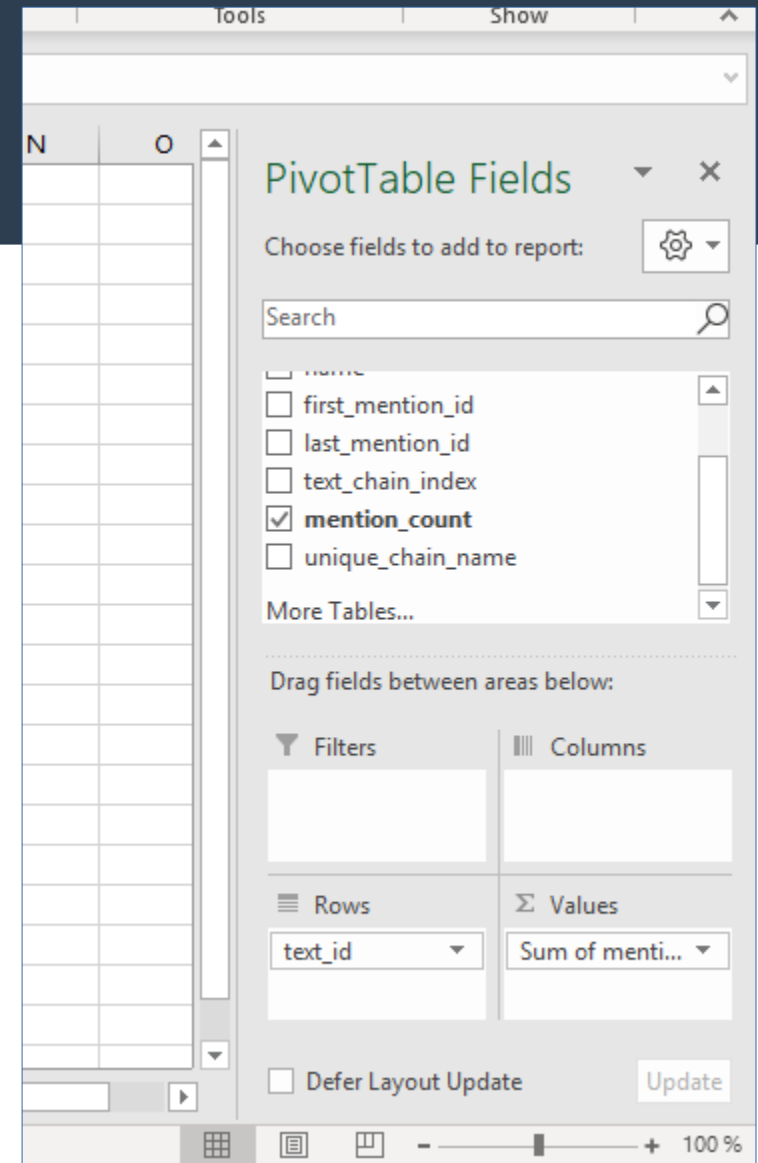 Tools Show
N O
PivotTable Fields
Choose fields to add to report:
Search
name
first_mention_id
last_mention_id
text_chain_index
mention_count
unique_chain_name
More Tables...
Drag fields between areas below:
Filters
Columns
Rows
Values
text_id
Sum of menti...
Defer Layout Update
Update
100 %